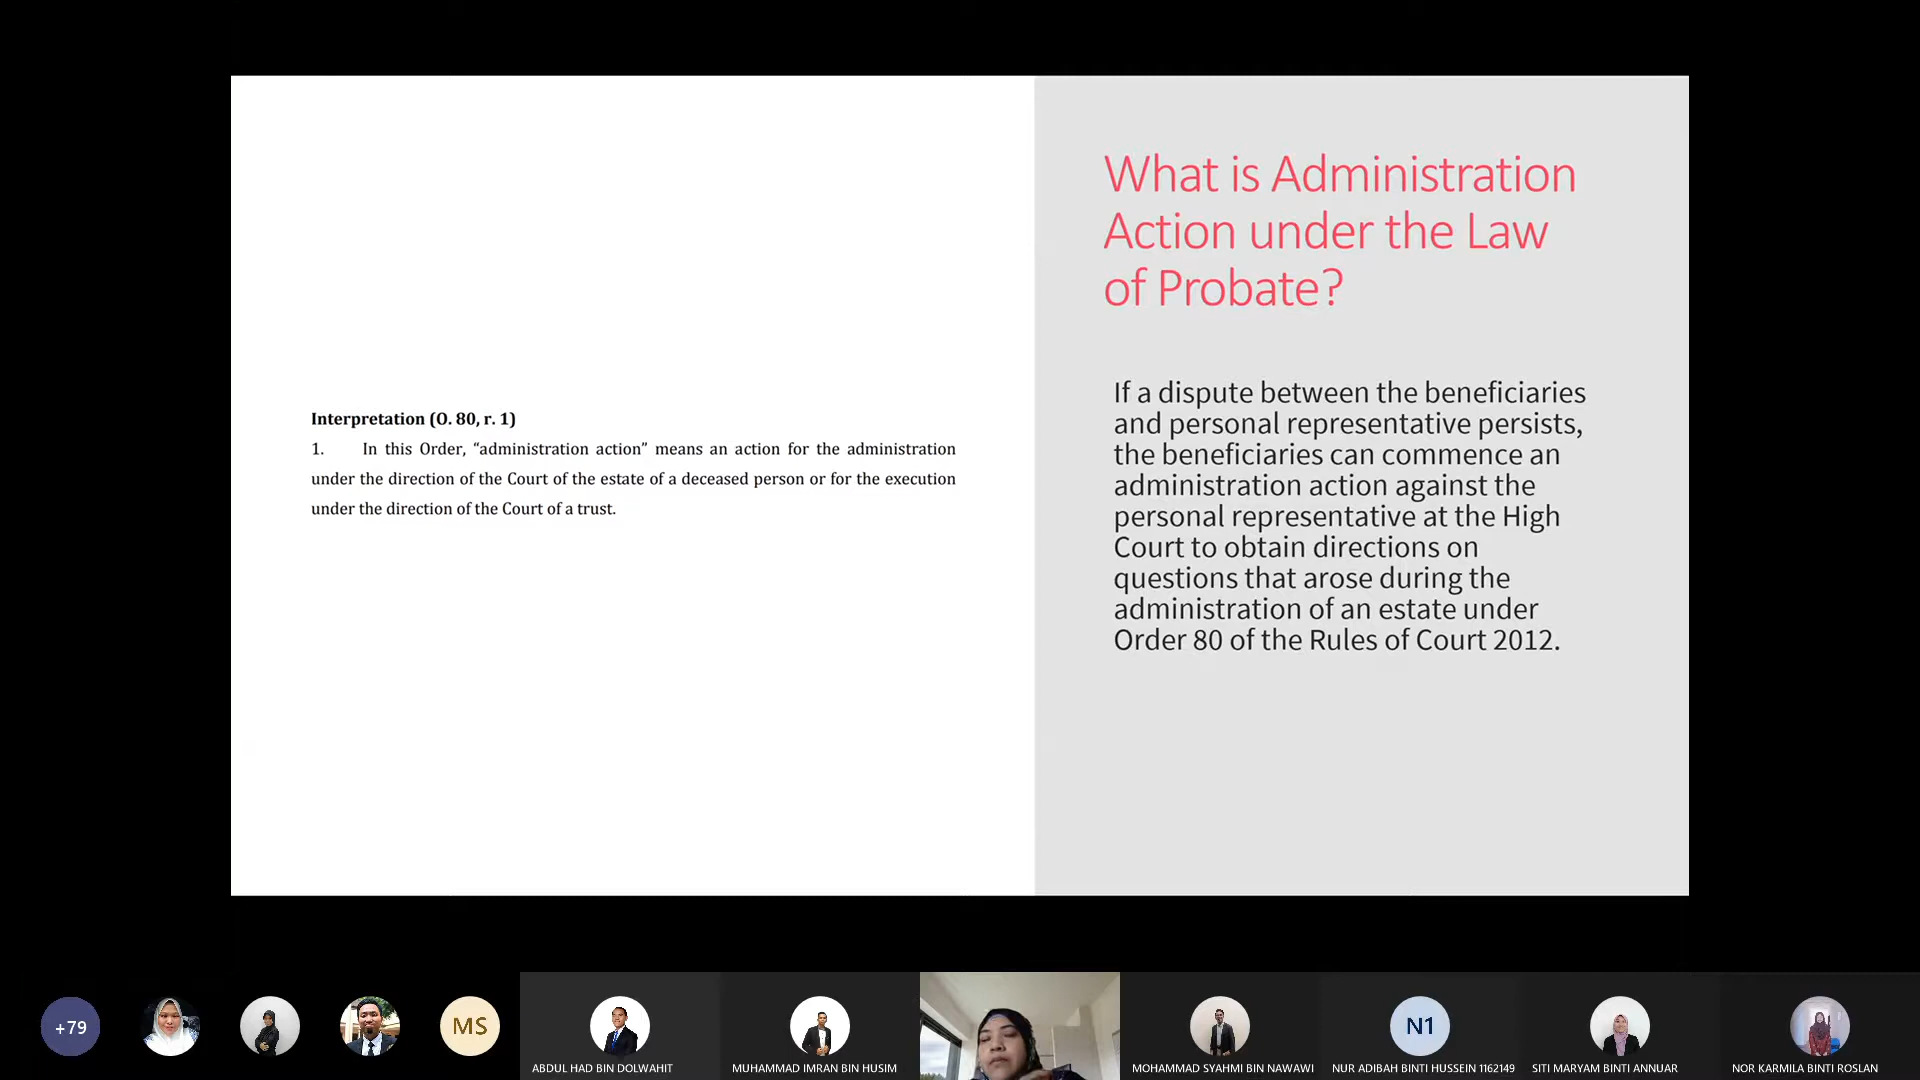 Interpretation (O. 80, r. 1)
1. In this Order, “administration action” means an action for the administration
under the direction of the Court of the estate of a deceased person or for the execution
under the direction of the Court of a trust.
What is Administration
Action under the Law
of Probate?
If a dispute between the beneficiaries
and personal representative persists,
the beneficiaries can commence an
administration action against the
personal representative at the High
Court to obtain directions on
questions that arose during the
administration of an estate under
Order 80 of the Rules of Court 2012.
+79
MS
N1
ABDUL HAD BIN DOLWAHIT
MUHAMMAD IMRAN BIN HUSIM
MOHAMMAD SYAHMI BIN NAWAWI
NUR ADIBAH BINTI HUSSEIN 1162149
SITI MARYAM BINTI ANNUAR
NOR KARMILA BINTI ROSLAN